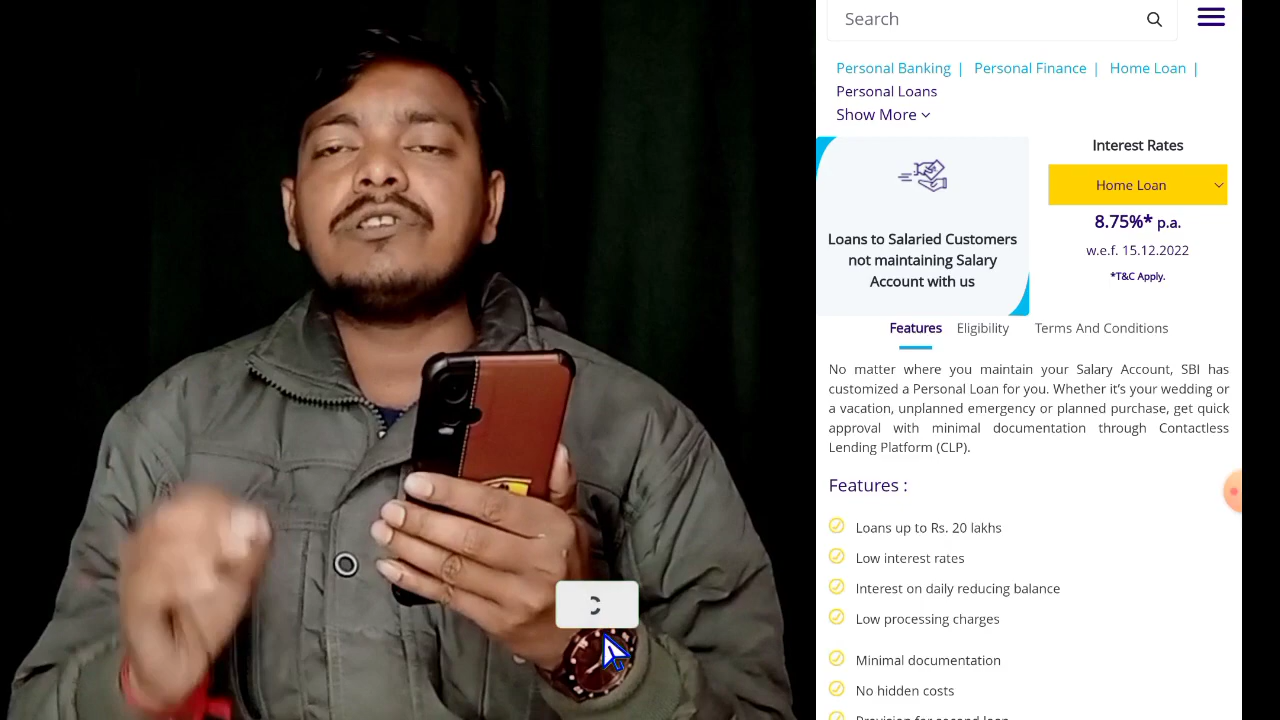 Search
Personal Banking | Personal Finance | Home Loan |
Personal Loans
Show More
Loans to Salaried Customers
not maintaining Salary
Account with us
Interest Rates
Home Loan
8.75%* p.a.
w.e.f. 15.12.2022
*T&C Apply.
Features Eligibility Terms And Conditions
No matter where you maintain your Salary Account, SBI has
customized a Personal Loan for you. Whether it's your wedding or
a vacation, unplanned emergency or planned purchase, get quick
approval with minimal documentation through Contactless
Lending Platform (CLP).
Features :
Loans up to Rs. 20 lakhs
Low interest rates
Interest on daily reducing balance
Low processing charges
Minimal documentation
No hidden costs
Provision for second loan